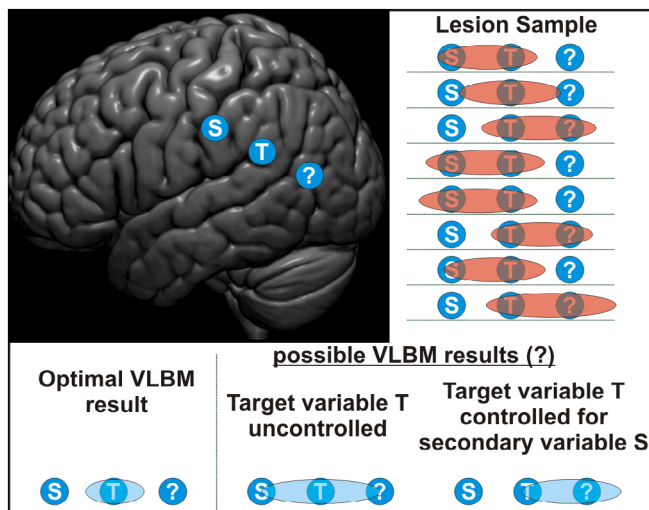 Lesion Sample
S
T
?
S T ?
S T ?
S T ?
S T ?
S T ?
S T ?
S T ?
S T ?
possible VLBM results (?)
Optimal VLBM
result
Target variable T
uncontrolled
Target variable T
controlled for
secondary variable S
S T ?
S T ?
S T ?